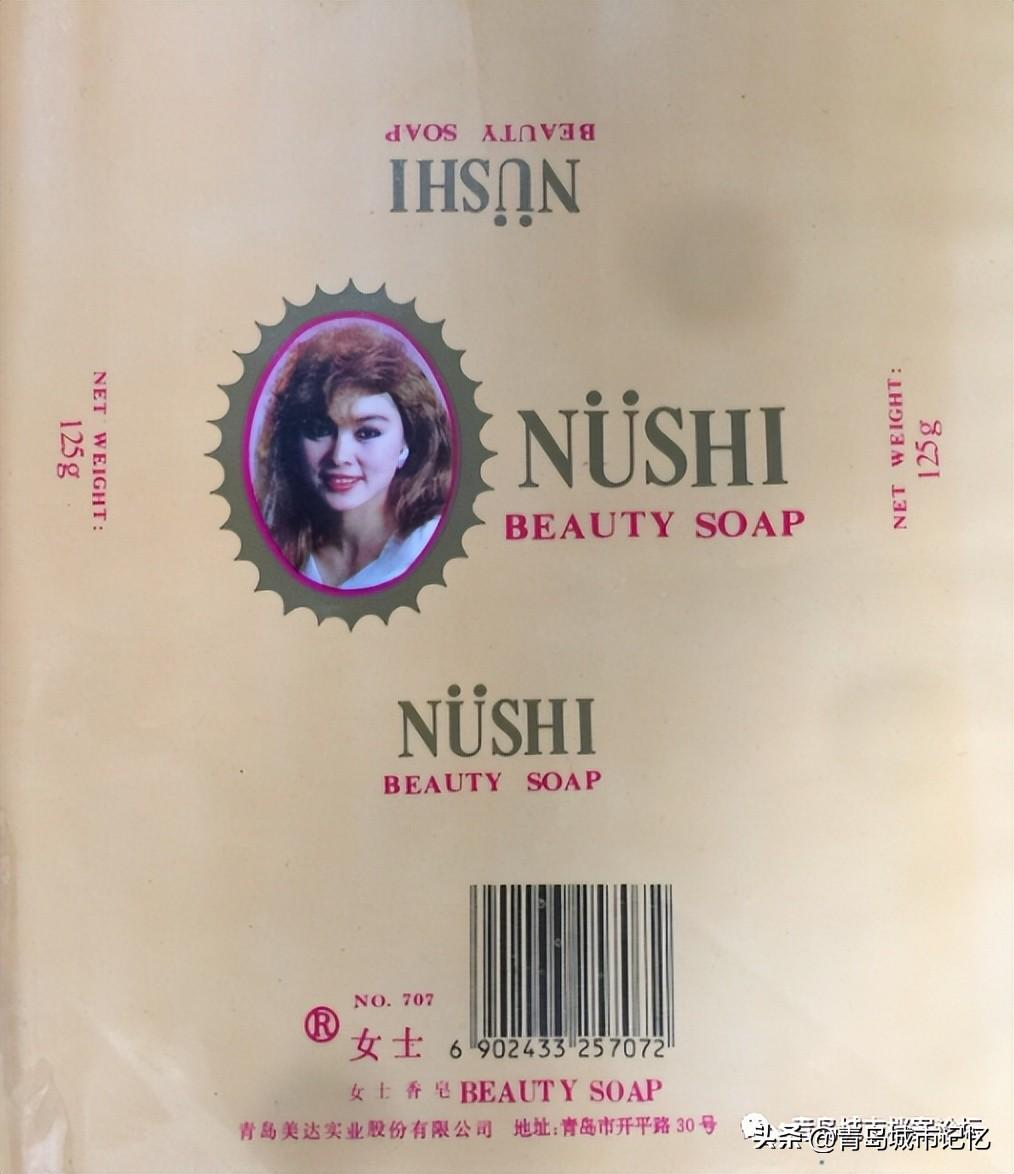 BEAUTY SOAP
NÜSHI
NET WEIGHT:
125g
NÜSHI
BEAUTY SOAP
NET WEIGHT:
125g
NÜSHI
BEAUTY SOAP
NO. 707
® 女士
6 902433 257072
女士香皂 BEAUTY SOAP
青岛美达实业股份有限公司 地址:青岛市开平路30号
头条 @青岛城市记忆